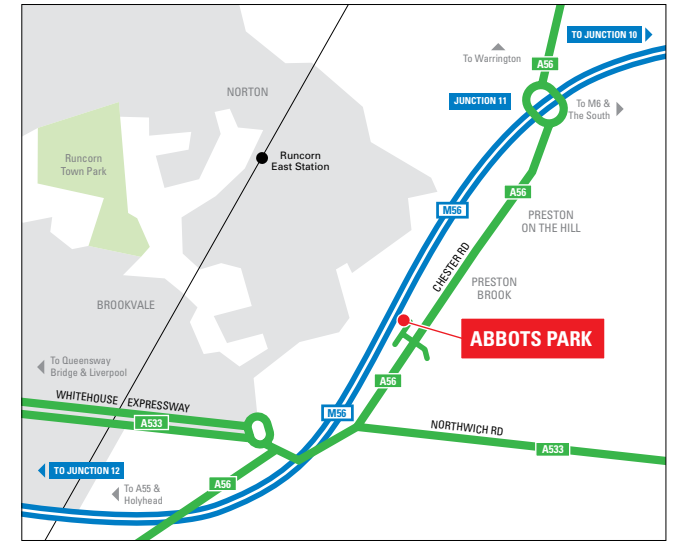 TO JUNCTION 10
To Warrington
A56
NORTON
JUNCTION 11
To M6 &
The South
Runcorn
Town Park
Runcorn
East Station
A56
M56
PRESTON
ON THE HILL
CHESTER RD
PRESTON
BROOK
BROOKVALE
ABBOTS PARK
To Queensway
Bridge & Liverpool
A56
WHITEHOUSE EXPRESSWAY
M56
A533
NORTHWICH RD
A533
TO JUNCTION 12
A56
To A55 &
Holyhead